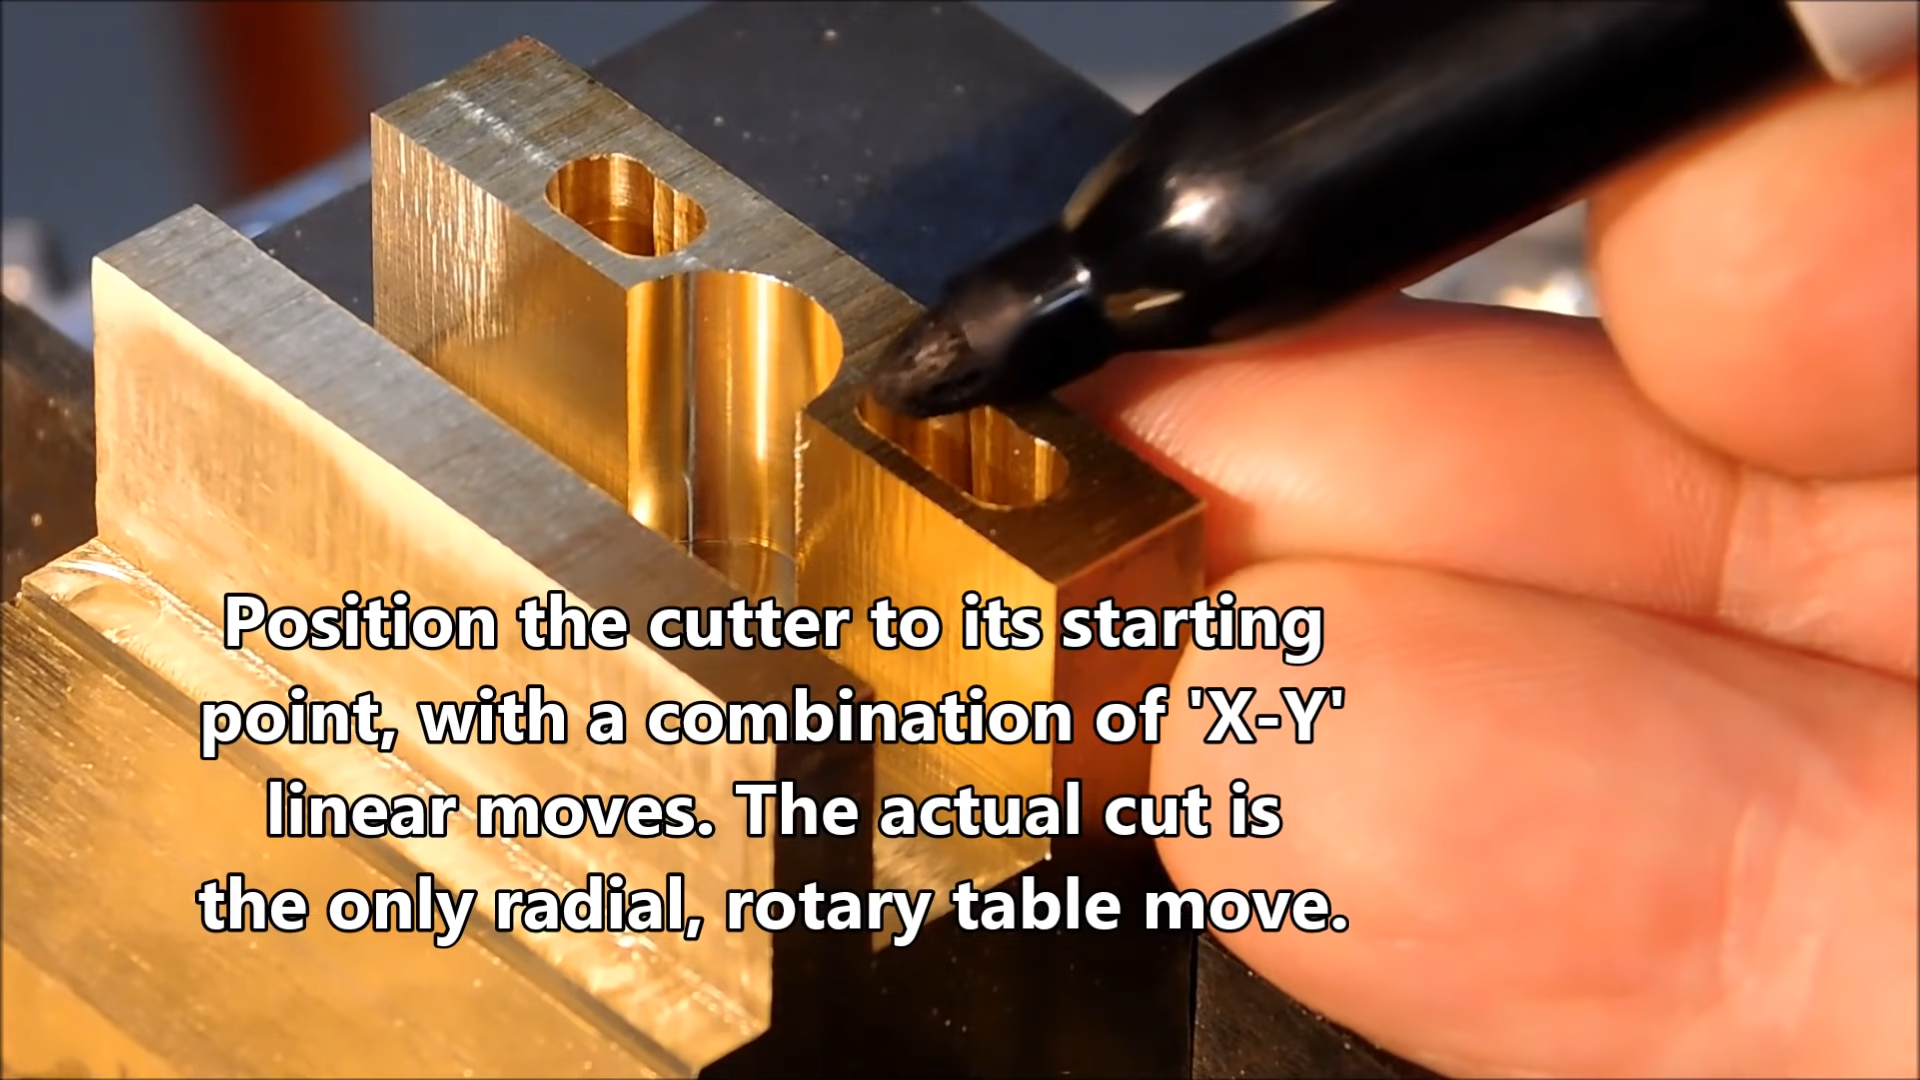 Position the cutter to its starting
point, with a combination of 'X-Y'
linear moves. The actual cut is
the only radial, rotary table move.